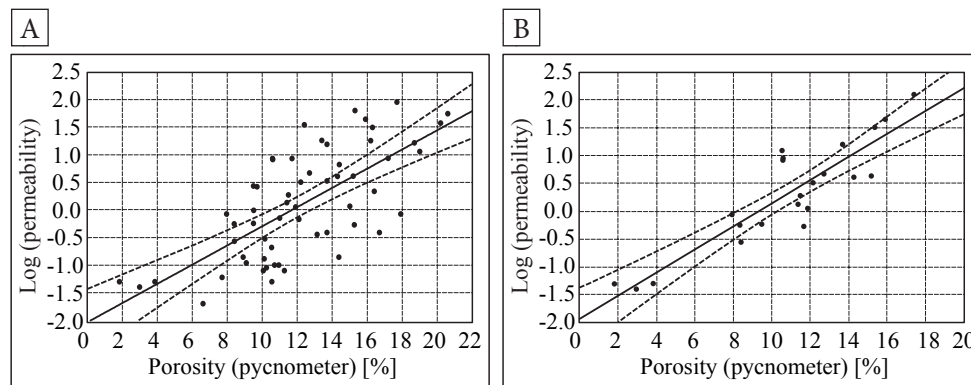 A
B
Log (permeability)
2.5
2.0
1.5
1.0
0.5
0.0
-0.5
-1.0
-1.5
-2.0
0 2 4 6 8 10 12 14 16 18 20 22
Porosity (pycnometer) [%]
Log (permeability)
2.5
2.0
1.5
1.0
0.5
0.0
-0.5
-1.0
-1.5
-2.0
0 2 4 6 8 10 12 14 16 18 20
Porosity (pycnometer) [%]